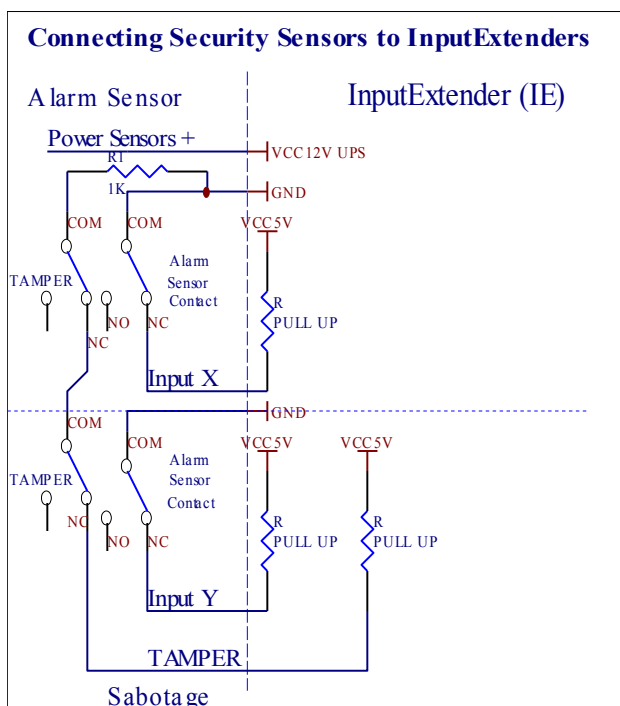 Connecting Security Sensors to InputExtenders
Alarm Sensor
InputExtender (IE)
Power Sensors +
VCC12V UPS
R1
1K
GND
VCC5V
COM
COM
TAMPER
Alarm
Sensor
Contact
R
PULL UP
NO
NC
NC
Input X
GND
COM
COM
VCC5V
VCC5V
TAMPER
Alarm
Sensor
Contact
R
PULL UP
R
PULL UP
NC
NO
NC
Input Y
TAMPER
Sabotage